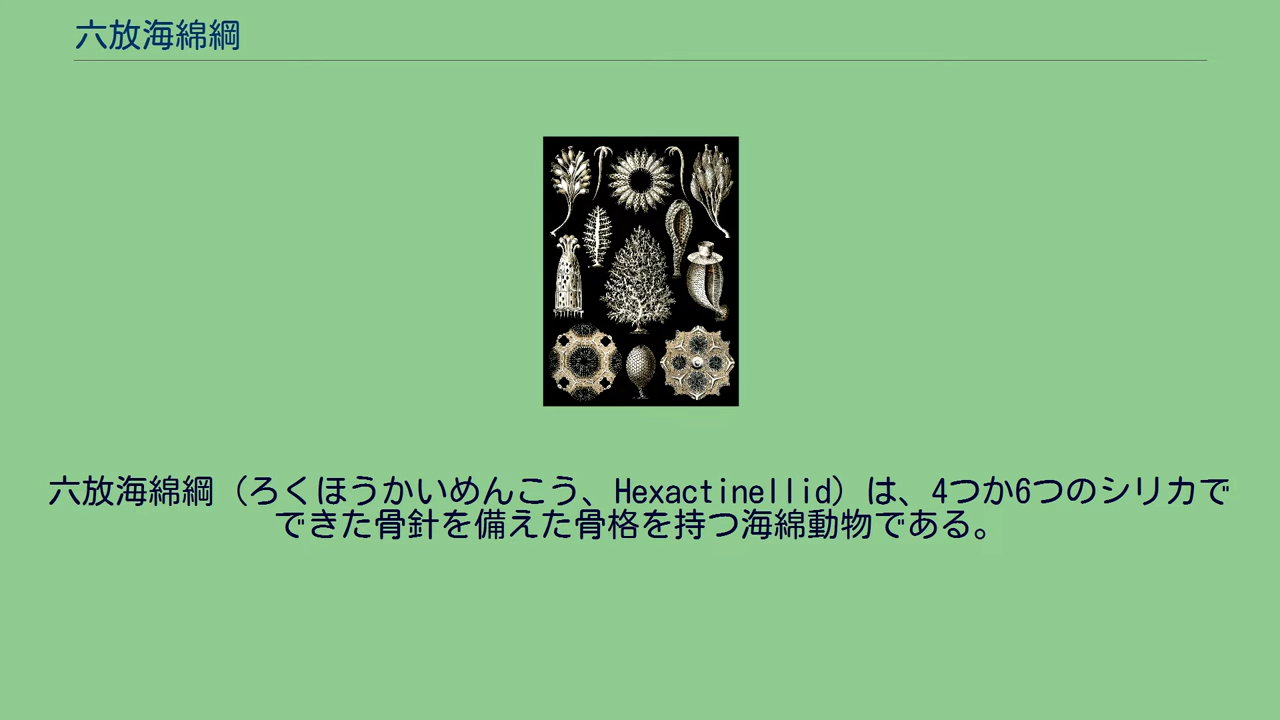 六放海綿綱
六放海綿綱（ろくほうかいめんこう、Hexactinellid）は、4つか6つのシリカで
できた骨針を備えた骨格を持つ海綿動物である。